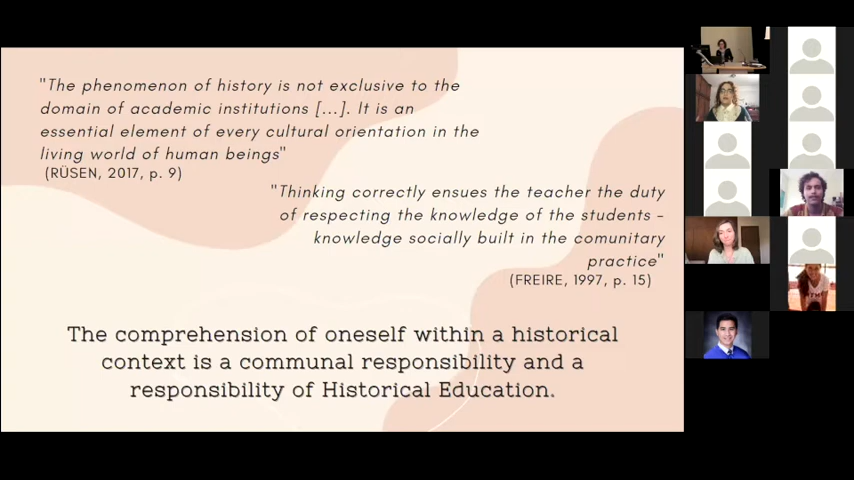 "The phenomenon of history is not exclusive to the
domain of academic institutions [...]. It is an
essential element of every cultural orientation in the
living world of human beings"
(RÜSEN, 2017, p. 9)
"Thinking correctly ensues the teacher the duty
of respecting the knowledge of the students -
knowledge socially built in the comunitary
practice"
(FREIRE, 1997, p. 15)
The comprehension of oneself within a historical
context is a communal responsibility and a
responsibility of Historical Education.